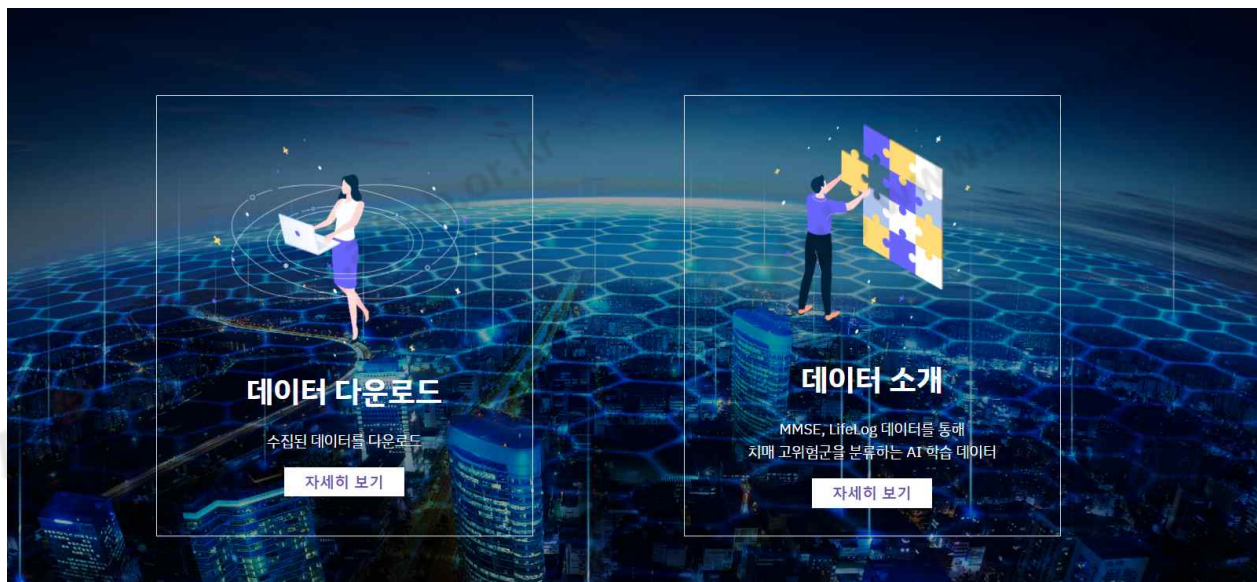 데이터 다운로드
수집된 데이터를 다운로드
자세히 보기
데이터 소개
MMSE, LifeLog 데이터를 통해
치매 고위험군을 분류하는 AI 학습 데이터
자세히 보기
or.kr